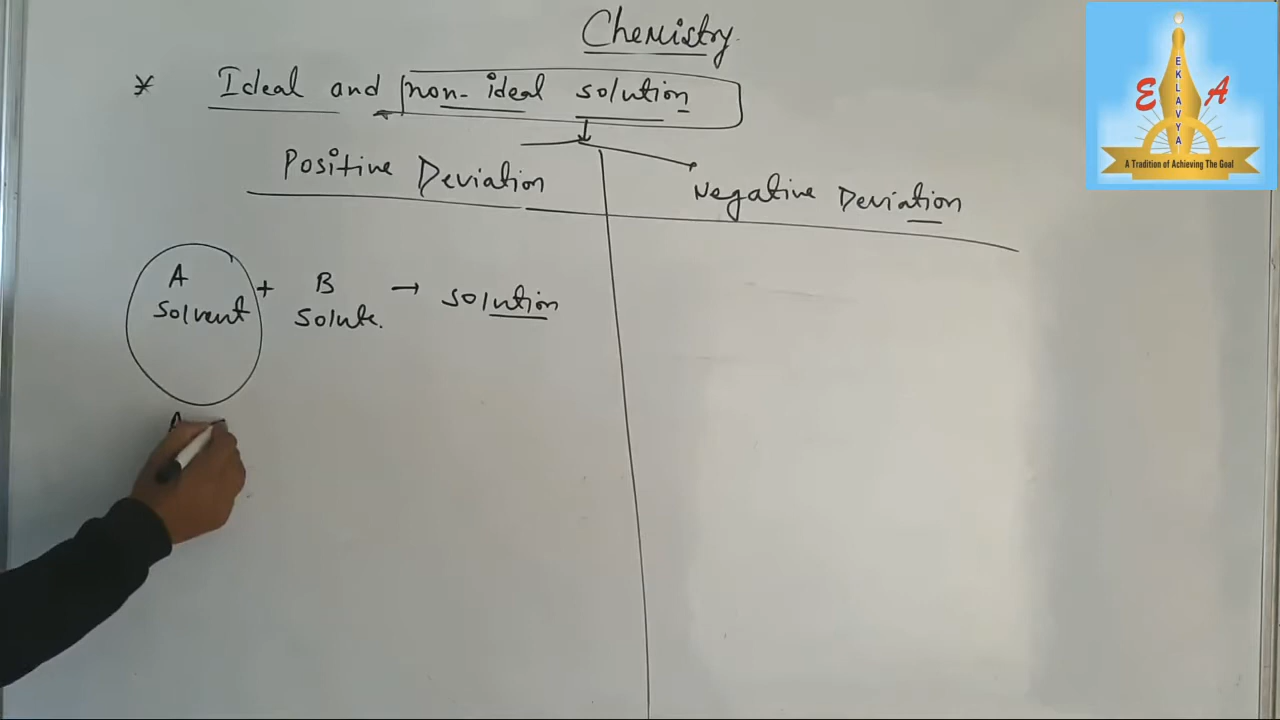 Chemistry.
* Ideal and non-ideal solution
Positive Deviation
Negative Deviation
A + B → solution
Solvent Solute.
A
E EKLAVYA A
A Tradition of Achieving The Goal